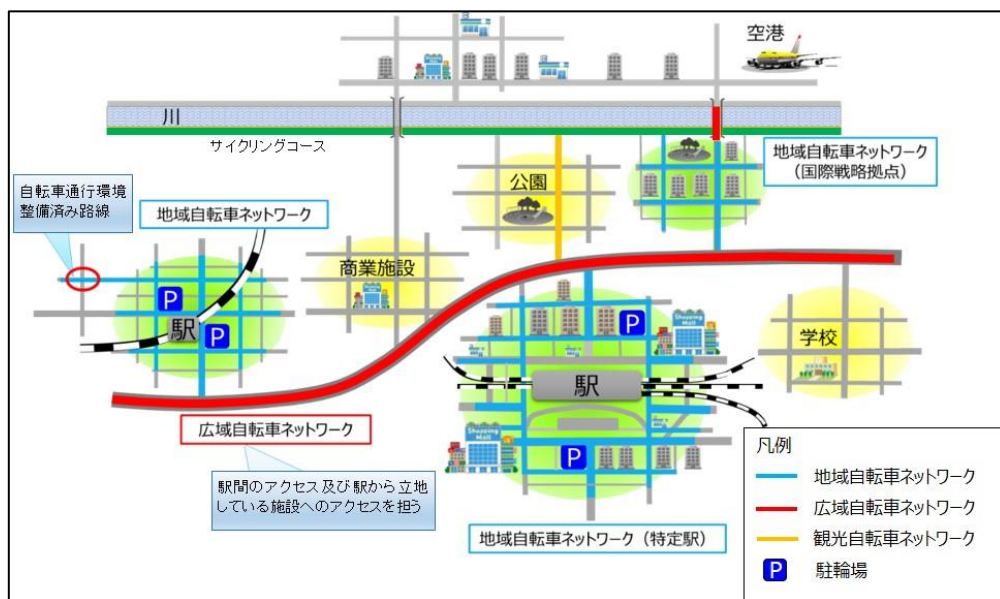 空港
川
サイクリングコース
地域自転車ネットワーク
（国際戦略拠点）
公園
自転車通行環境
整備済み路線
地域自転車ネットワーク
商業施設
P
駅
P
P
Shopping
Mall
学校
駅
広域自転車ネットワーク
Shopping
Mall
P
駅間のアクセス及び駅から立地
している施設へのアクセスを担う
地域自転車ネットワーク（特定駅）
凡例
地域自転車ネットワーク
広域自転車ネットワーク
観光自転車ネットワーク
P 駐輪場